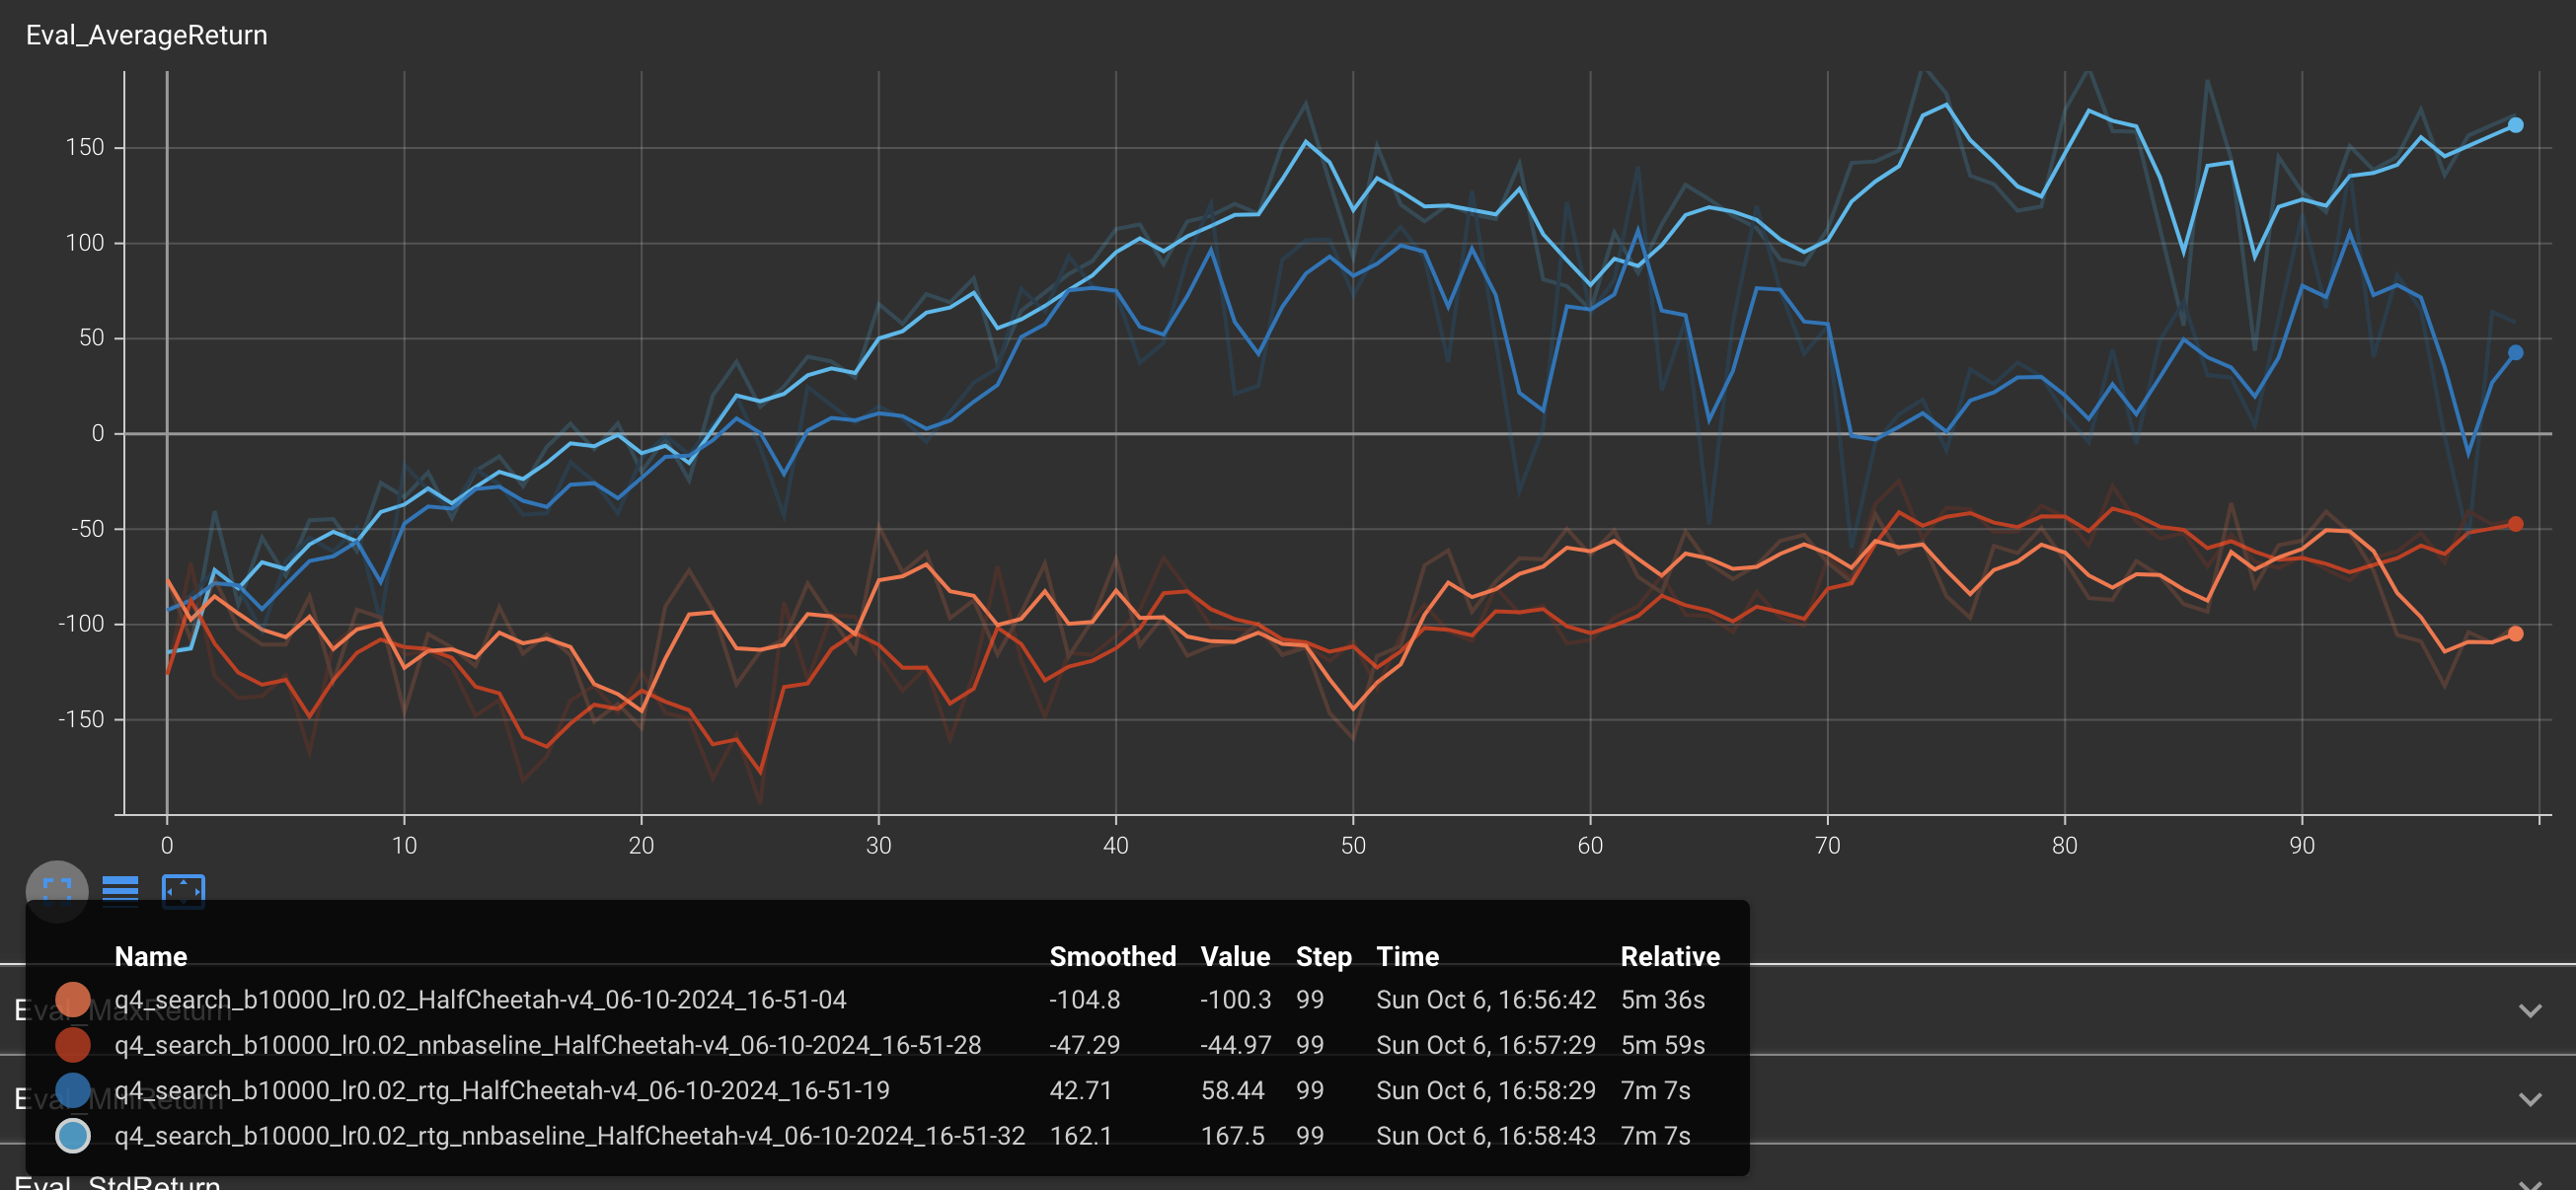 Eval_AverageReturn
150
100
50
0
-50
-100
-150
0 10 20 30 40 50 60 70 80 90
Name Smoothed Value Step Time Relative
q4_search_b10000_lr0.02_HalfCheetah-v4_06-10-2024_16-51-04 -104.8 -100.3 99 Sun Oct 6, 16:56:42 5m 36s
Eval_MaxReturn
q4_search_b10000_lr0.02_nnbaseline_HalfCheetah-v4_06-10-2024_16-51-28 -47.29 -44.97 99 Sun Oct 6, 16:57:29 5m 59s
q4_search_b10000_lr0.02_rtg_HalfCheetah-v4_06-10-2024_16-51-19 42.71 58.44 99 Sun Oct 6, 16:58:29 7m 7s
Eval_MinReturn
q4_search_b10000_lr0.02_rtg_nnbaseline_HalfCheetah-v4_06-10-2024_16-51-32 162.1 167.5 99 Sun Oct 6, 16:58:43 7m 7s
Eval_StdReturn